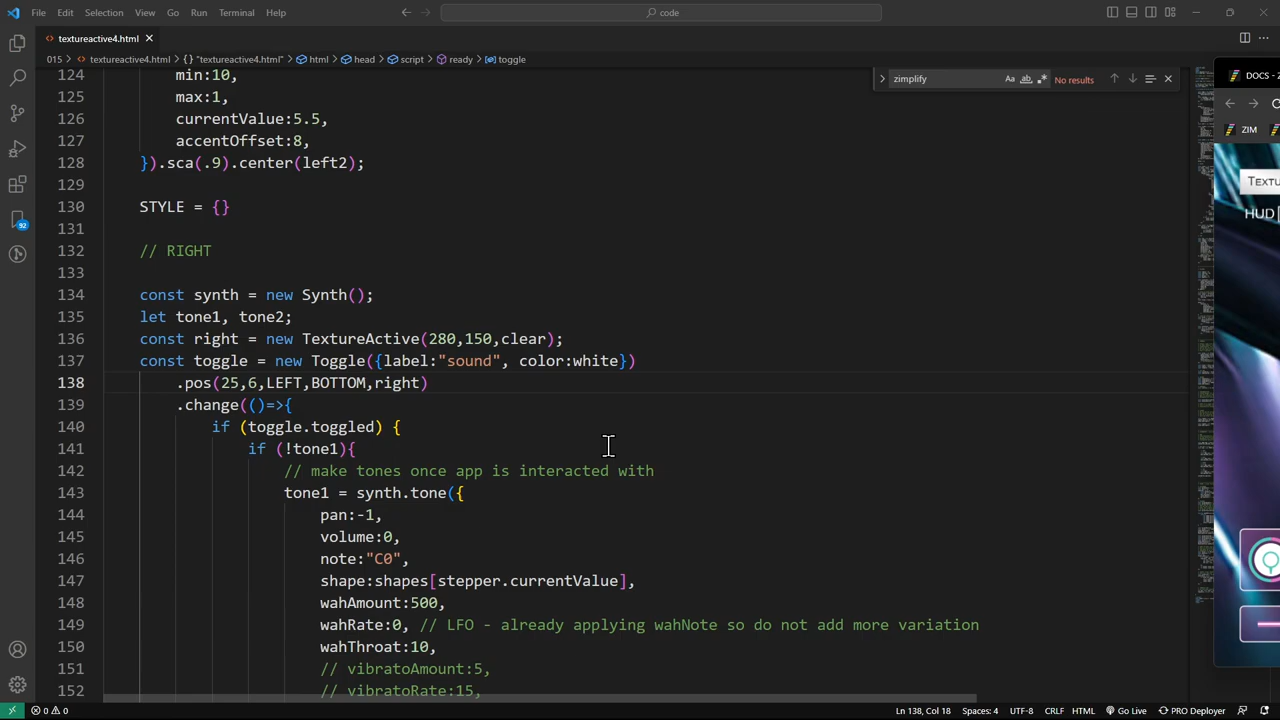 File Edit Selection View Go Run Terminal Help
code
textureactive4.html
015 > textureactive4.html > {} "textureactive4.html" > html > head > script > ready > toggle
zimplify
Aa ab .* No results
124 min:10,
125 max:1,
126 currentValue:5.5,
127 accentOffset:8,
128 }).sca(.9).center(left2);
129
130 STYLE = {}
131
132 // RIGHT
133
134 const synth = new Synth();
135 let tone1, tone2;
136 const right = new TextureActive(280,150,clear);
137 const toggle = new Toggle({label:"sound", color:white})
138 .pos(25,6,LEFT,BOTTOM,right)
139 .change(()=>{
140 if (toggle.toggled) {
141 if (!tone1){
142 // make tones once app is interacted with
143 tone1 = synth.tone({
144 pan:-1,
145 volume:0,
146 note:"C0",
147 shape:shapes[stepper.currentValue],
148 wahAmount:500,
149 wahRate:0, // LFO - already applying wahNote so do not add more variation
150 wahThroat:10,
151 // vibratoAmount:5,
152 // vibratoRate:15,
92
DOCS - Z
ZIM
TEXTU
HUD
0 0
Ln 138, Col 18 Spaces: 4 UTF-8 CRLF HTML Go Live PRO Deployer